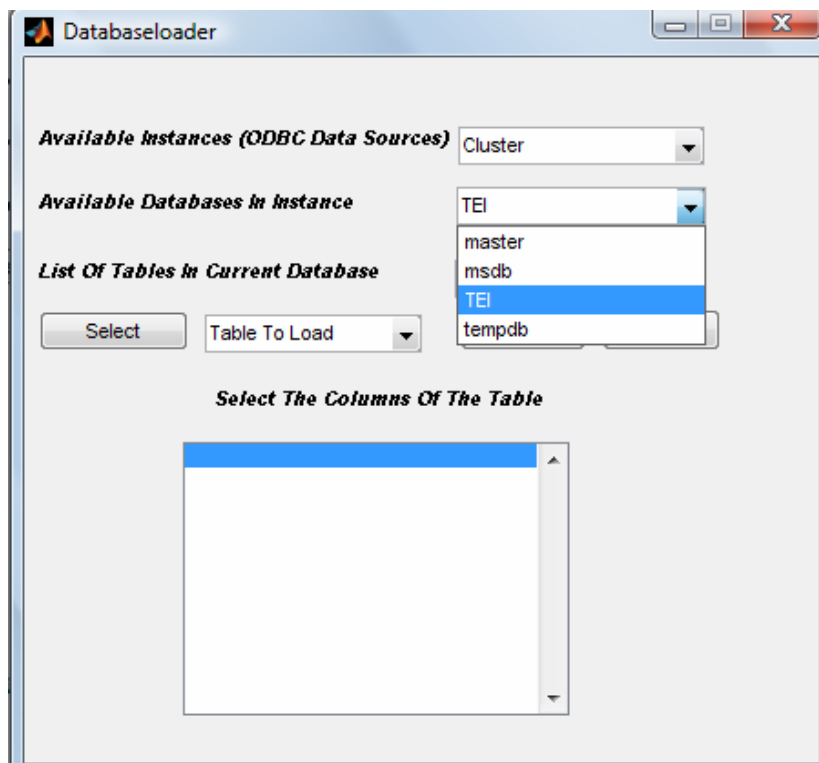 Databaseloader
Available Instances (ODBC Data Sources)
Cluster
Available Databases In Instance
TEI
master
msdb
TEI
tempdb
List Of Tables In Current Database
Select
Table To Load
Select The Columns Of The Table